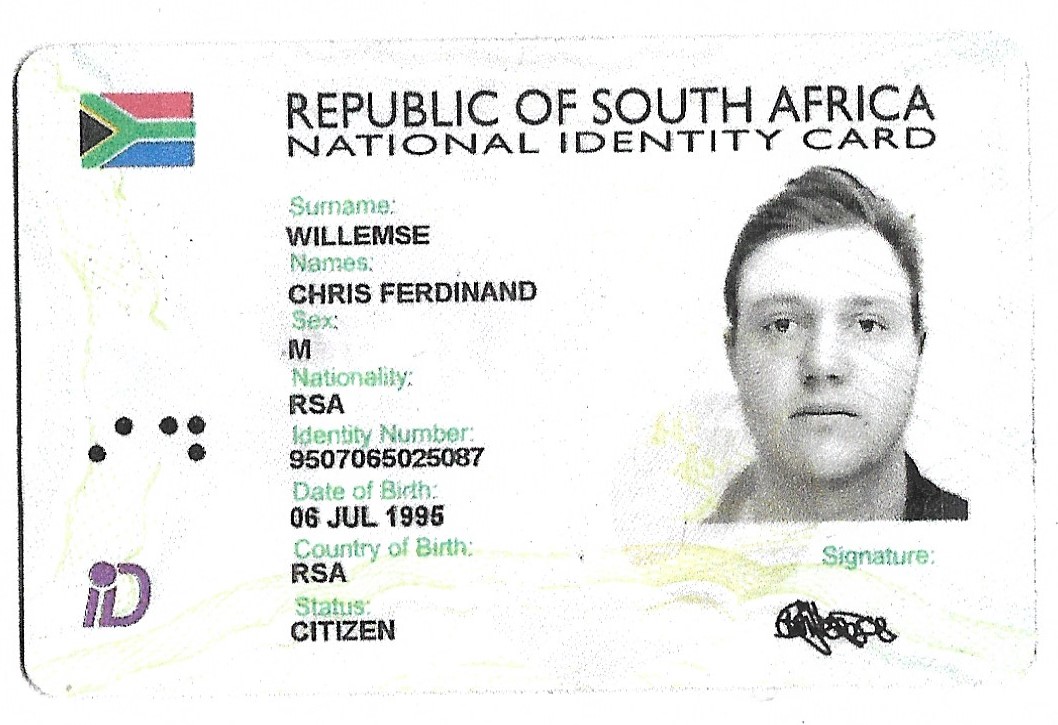 REPUBLIC OF SOUTH AFRICA
NATIONAL IDENTITY CARD
Surname:
WILLEMSE
Names:
CHRIS FERDINAND
Sex:
M
Nationality:
RSA
Identity Number:
9507065025087
Date of Birth:
06 JUL 1995
Country of Birth:
RSA
Status:
CITIZEN
Signature:
iD